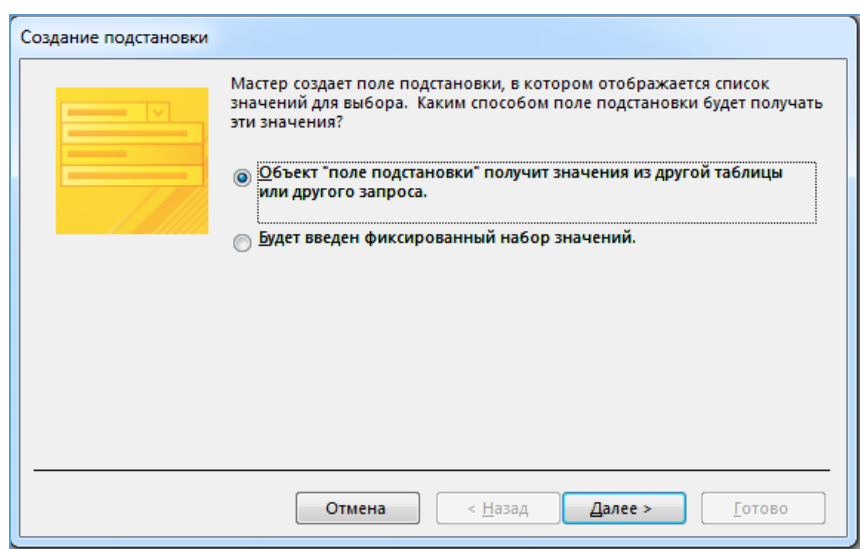 Создание подстановки
Мастер создает поле подстановки, в котором отображается список
значений для выбора. Каким способом поле подстановки будет получать
эти значения?
Объект "поле подстановки" получит значения из другой таблицы
или другого запроса.
Будет введен фиксированный набор значений.
Отмена
< Назад
Далее >
Готово